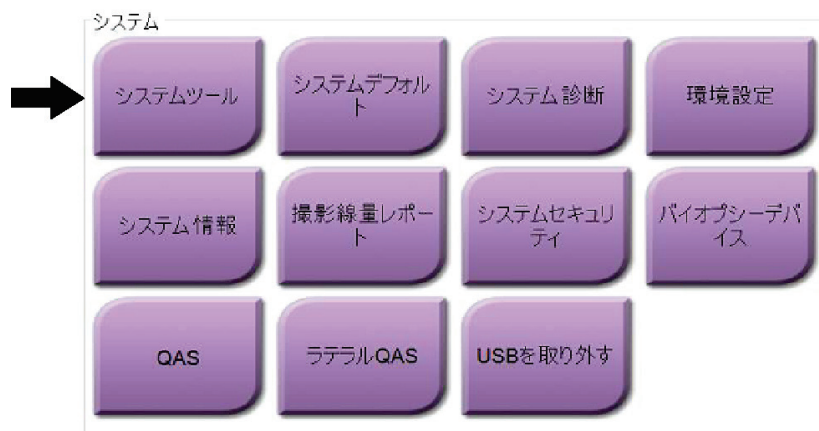 システム
システムツール
システムデフォル
ト
システム診断
環境設定
システム情報
撮影線量レポー
ト
システムセキュリ
ティ
バイオプシーデバ
イス
QAS
ラテラルQAS
USBを取り外す